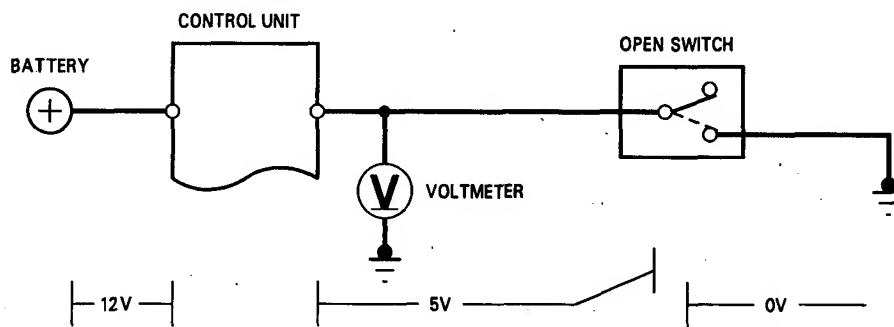 CONTROL UNIT
OPEN SWITCH
BATTERY
+
V
VOLTMETER
12V
5V
0V